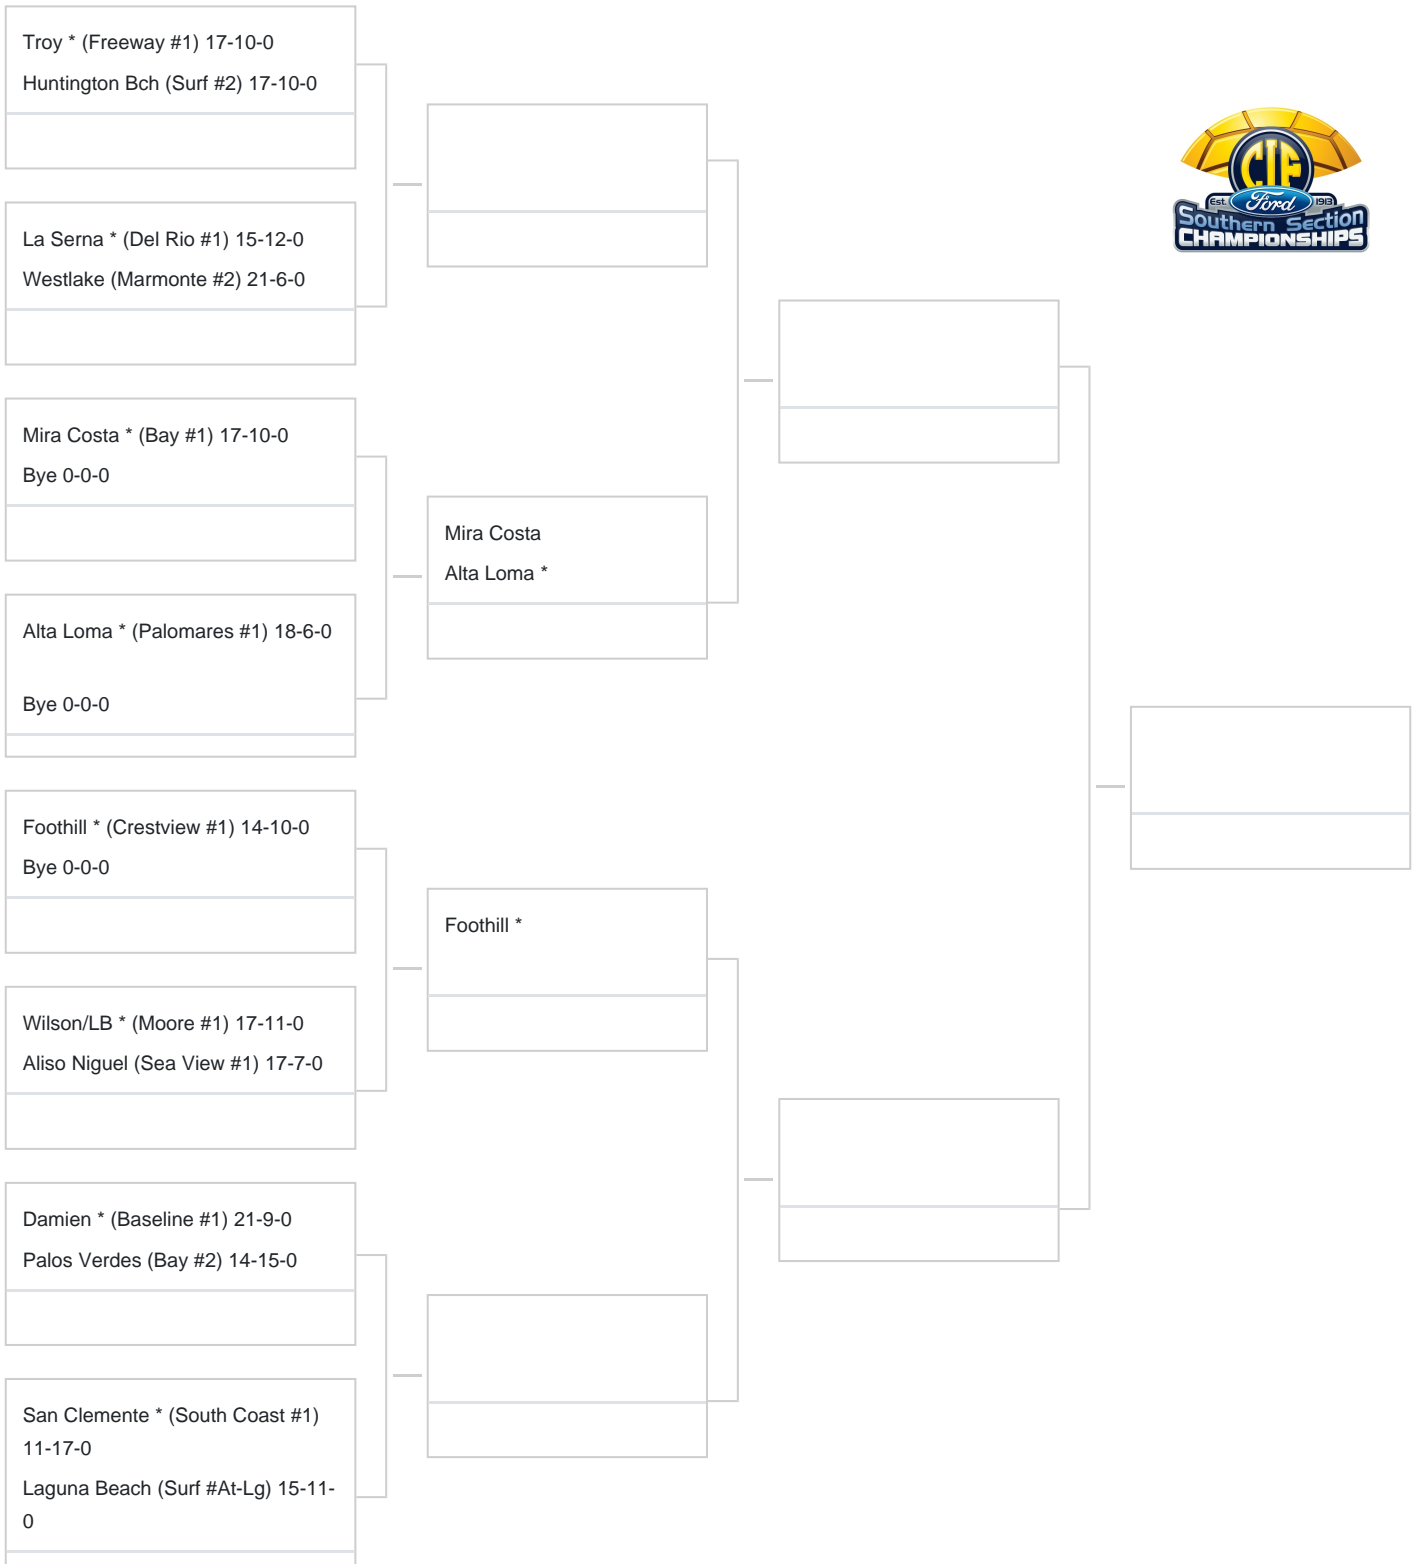 Troy * (Freeway #1) 17-10-0
Huntington Bch (Surf #2) 17-10-0
La Serna * (Del Rio #1) 15-12-0
Westlake (Marmonte #2) 21-6-0
Mira Costa * (Bay #1) 17-10-0
Bye 0-0-0
Alta Loma * (Palomares #1) 18-6-0
Bye 0-0-0
Foothill * (Crestview #1) 14-10-0
Bye 0-0-0
Wilson/LB * (Moore #1) 17-11-0
Aliso Niguel (Sea View #1) 17-7-0
Damien * (Baseline #1) 21-9-0
Palos Verdes (Bay #2) 14-15-0
San Clemente * (South Coast #1)
11-17-0
Laguna Beach (Surf #At-Lg) 15-11-
0
Mira Costa
Alta Loma *
Foothill *
CIF
Est. Ford 1913
Southern Section
CHAMPIONSHIPS